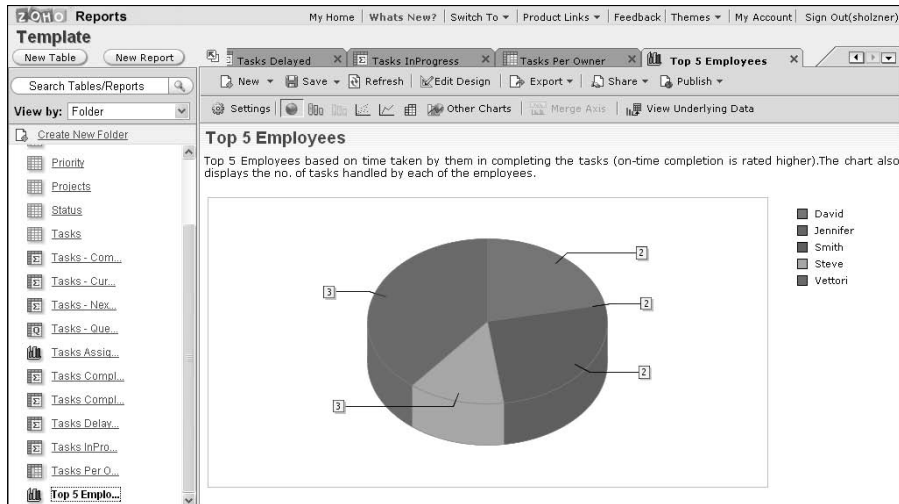 ZOHO Reports
My Home | Whats New? | Switch To | Product Links | Feedback | Themes | My Account | Sign Out(sholzner)
Template
New Table New Report
Tasks Delayed X Tasks InProgress X Tasks Per Owner X Top 5 Employees X
Search Tables/Reports
New Save Refresh Edit Design Export Share Publish
View by: Folder
Settings Other Charts Merge Axis View Underlying Data
Create New Folder
Priority
Projects
Status
Tasks
Tasks - Com...
Tasks - Cur...
Tasks - Nex...
Tasks - Que...
Tasks Assig...
Tasks Compl...
Tasks Compl...
Tasks Delay...
Tasks InPro...
Tasks Per O...
Top 5 Emplo...
Top 5 Employees
Top 5 Employees based on time taken by them in completing the tasks (on-time completion is rated higher).The chart also
displays the no. of tasks handled by each of the employees.
2
3
2
2
3
David
Jennifer
Smith
Steve
Vettori